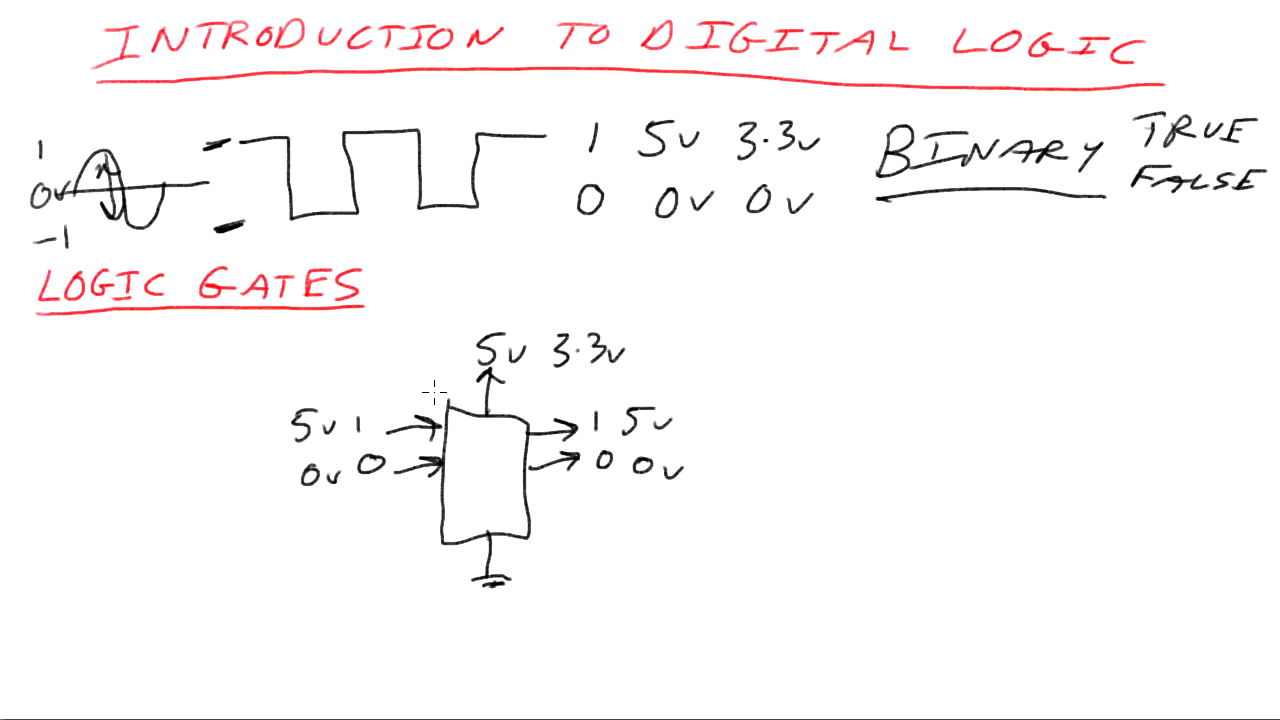 INTRODUCTION TO DIGITAL LOGIC
1 1 5v 3.3v BINARY TRUE
0v 0 0v 0v FALSE
-1
LOGIC GATES
5v 3.3v
5v 1 1 5v
0v 0 0 0v